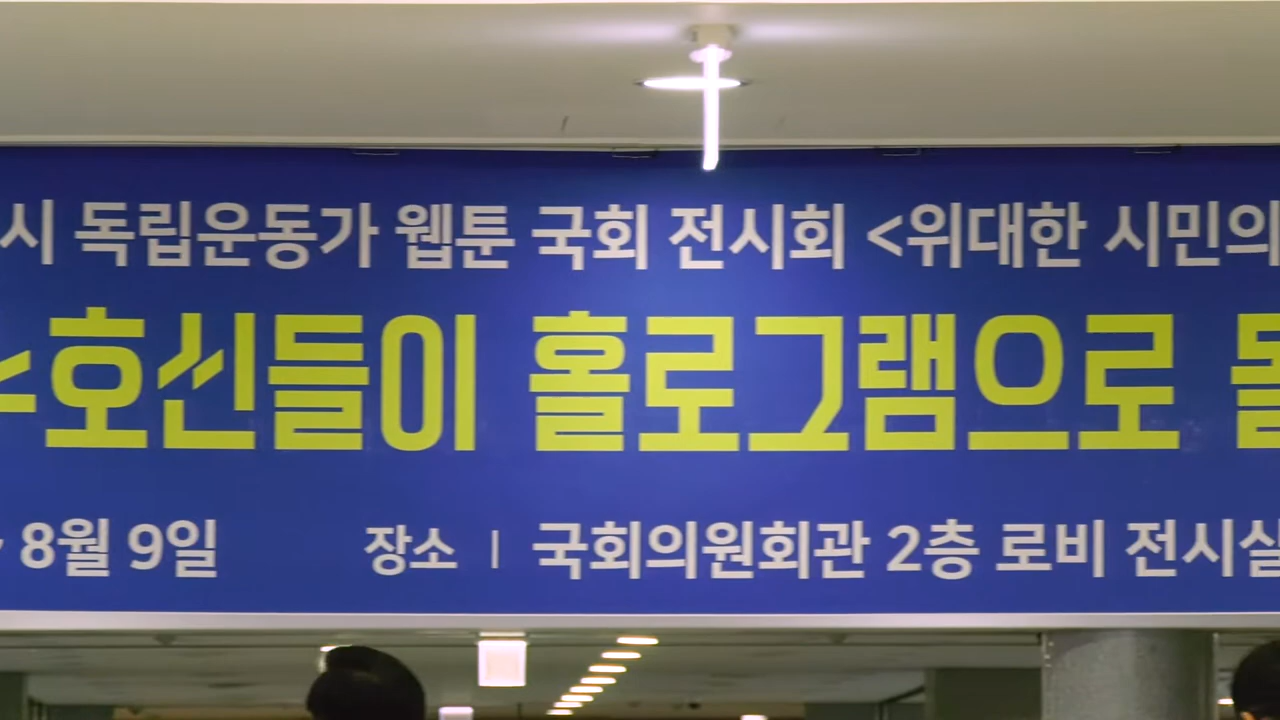 시 독립운동가 웹툰 국회 전시회 <위대한 시민의
호신들이 홀로그램으로
8월 9일 장소 | 국회의원회관 2층 로비 전시실